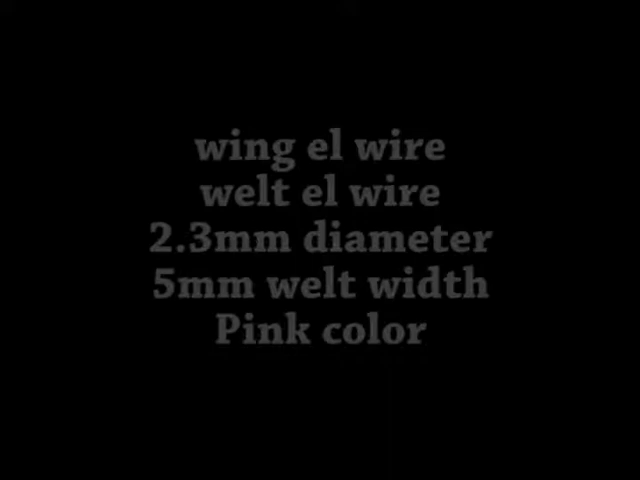 wing el wire
welt el wire
2.3mm diameter
5mm welt width
Pink color